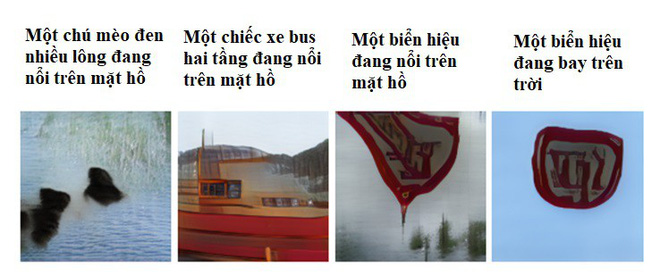 Một chú mèo đen
nhiều lông đang
nổi trên mặt hồ
Một chiếc xe bus
hai tầng đang nổi
trên mặt hồ
Một biển hiệu
đang nổi trên
mặt hồ
Một biển hiệu
đang bay trên
trời